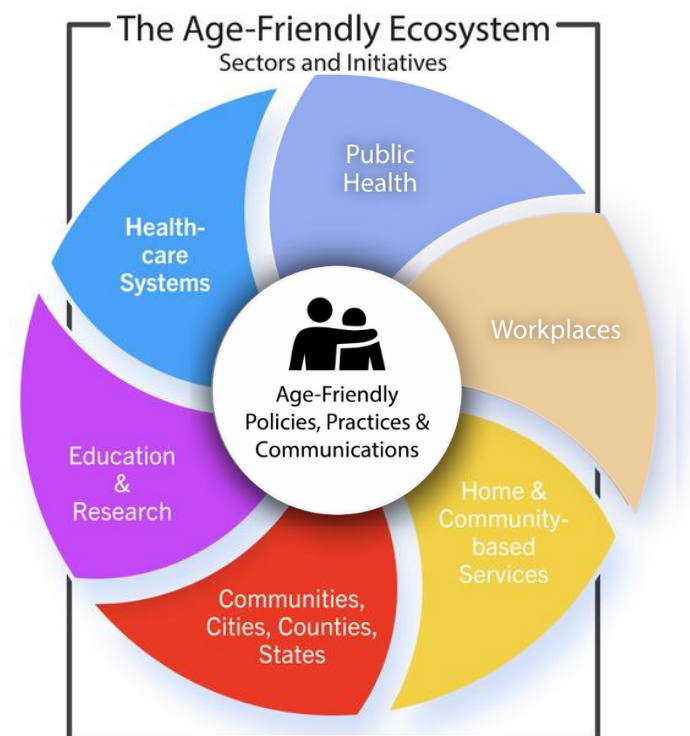 The Age-Friendly Ecosystem
Sectors and Initiatives
Public
Health
Workplaces
Home &
Community-
based
Services
Communities,
Cities, Counties,
States
Education
&
Research
Health-
care
Systems
Age-Friendly
Policies, Practices &
Communications